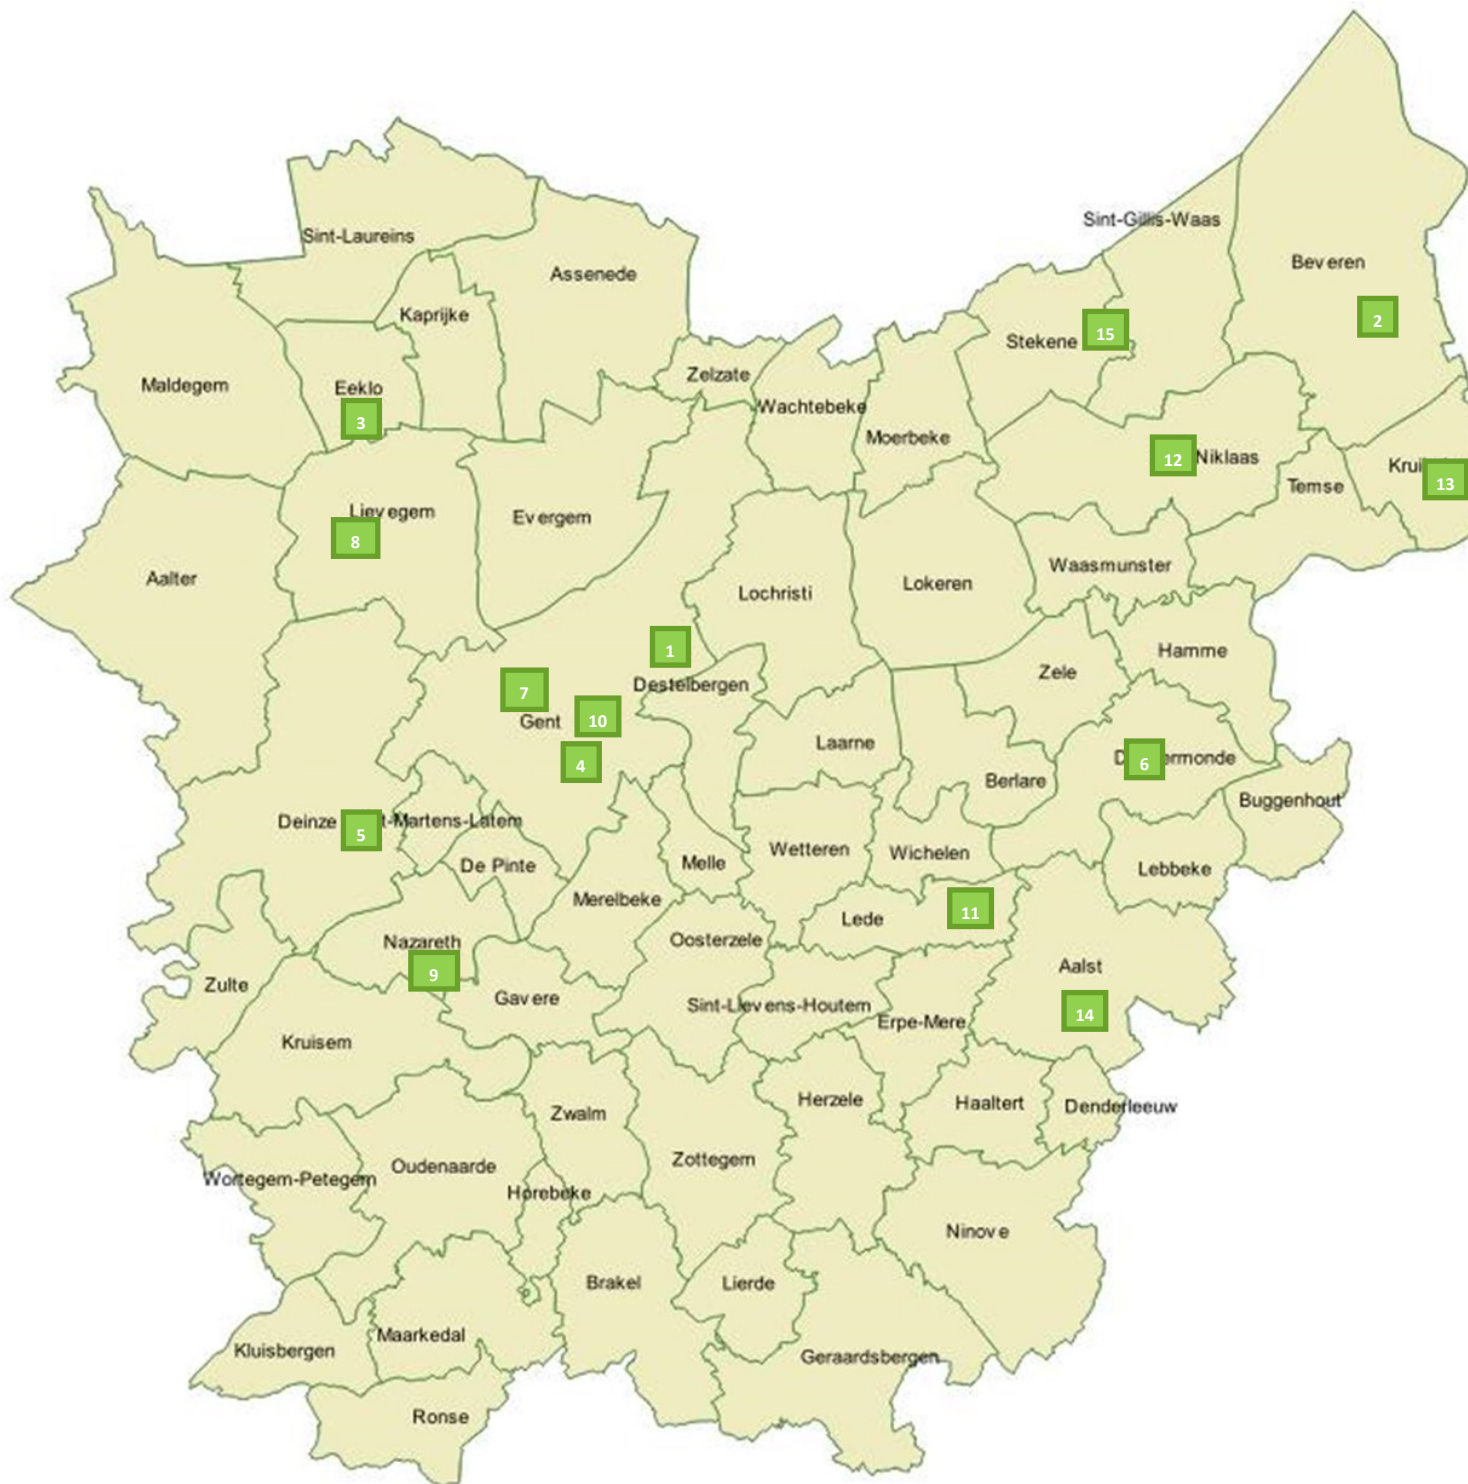 Sint-Gillis-Waas
Sint-Laureins
Beveren
Assenede
Kaprijke
2
15
Stekene
Zelzate
Maldegem
Eeklo
Wachtebeke
3
Moerbeke
12
Niklaas
Krui
13
Temse
Lievegem
Evergem
8
Waasmunster
Aalter
Lokeren
Lochristi
1
Hamme
Zele
Destelbergen
7
10
Gent
Laarne
4
D
6
ermonde
Berlare
Buggenhout
Deinze
5
t-Martens-Latem
Wetteren
Wichelen
De Pinte
Melle
Lebbeke
Merelbeke
11
Lede
Nazareth
Oosterzele
9
Aalst
Zulte
Gavere
Sint-Lievens-Houtem
14
Erpe-Mere
Kruisem
Herzele
Haaltert
Denderleeuw
Zwalm
Zottegem
Oudenaarde
Wortegem-Petegem
Horebeke
Ninove
Brakel
Lierde
Maarkedal
Kluisbergen
Geraardsbergen
Ronse